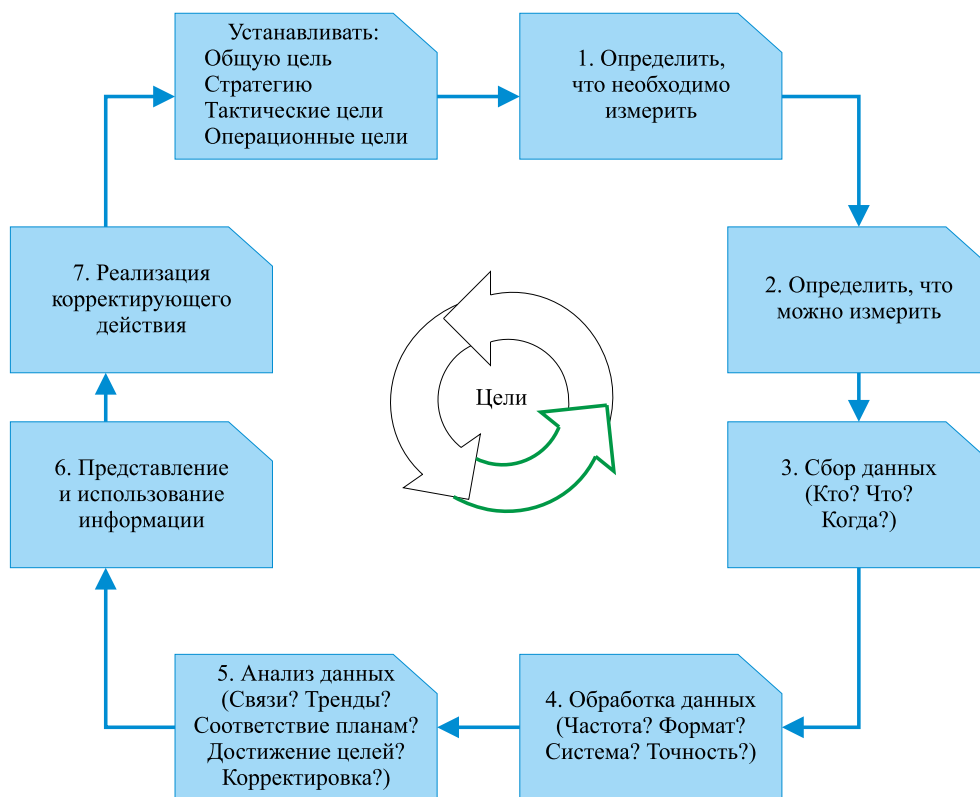 Устанавливать:
Общую цель
Стратегию
Тактические цели
Операционные цели
1. Определить,
что необходимо
измерить
2. Определить, что
можно измерить
3. Сбор данных
(Кто? Что?
Когда?)
4. Обработка данных
(Частота? Формат?
Система? Точность?)
5. Анализ данных
(Связи? Тренды?
Соответствие планам?
Достижение целей?
Корректировка?)
6. Представление
и использование
информации
7. Реализация
корректирующего
действия
Цели